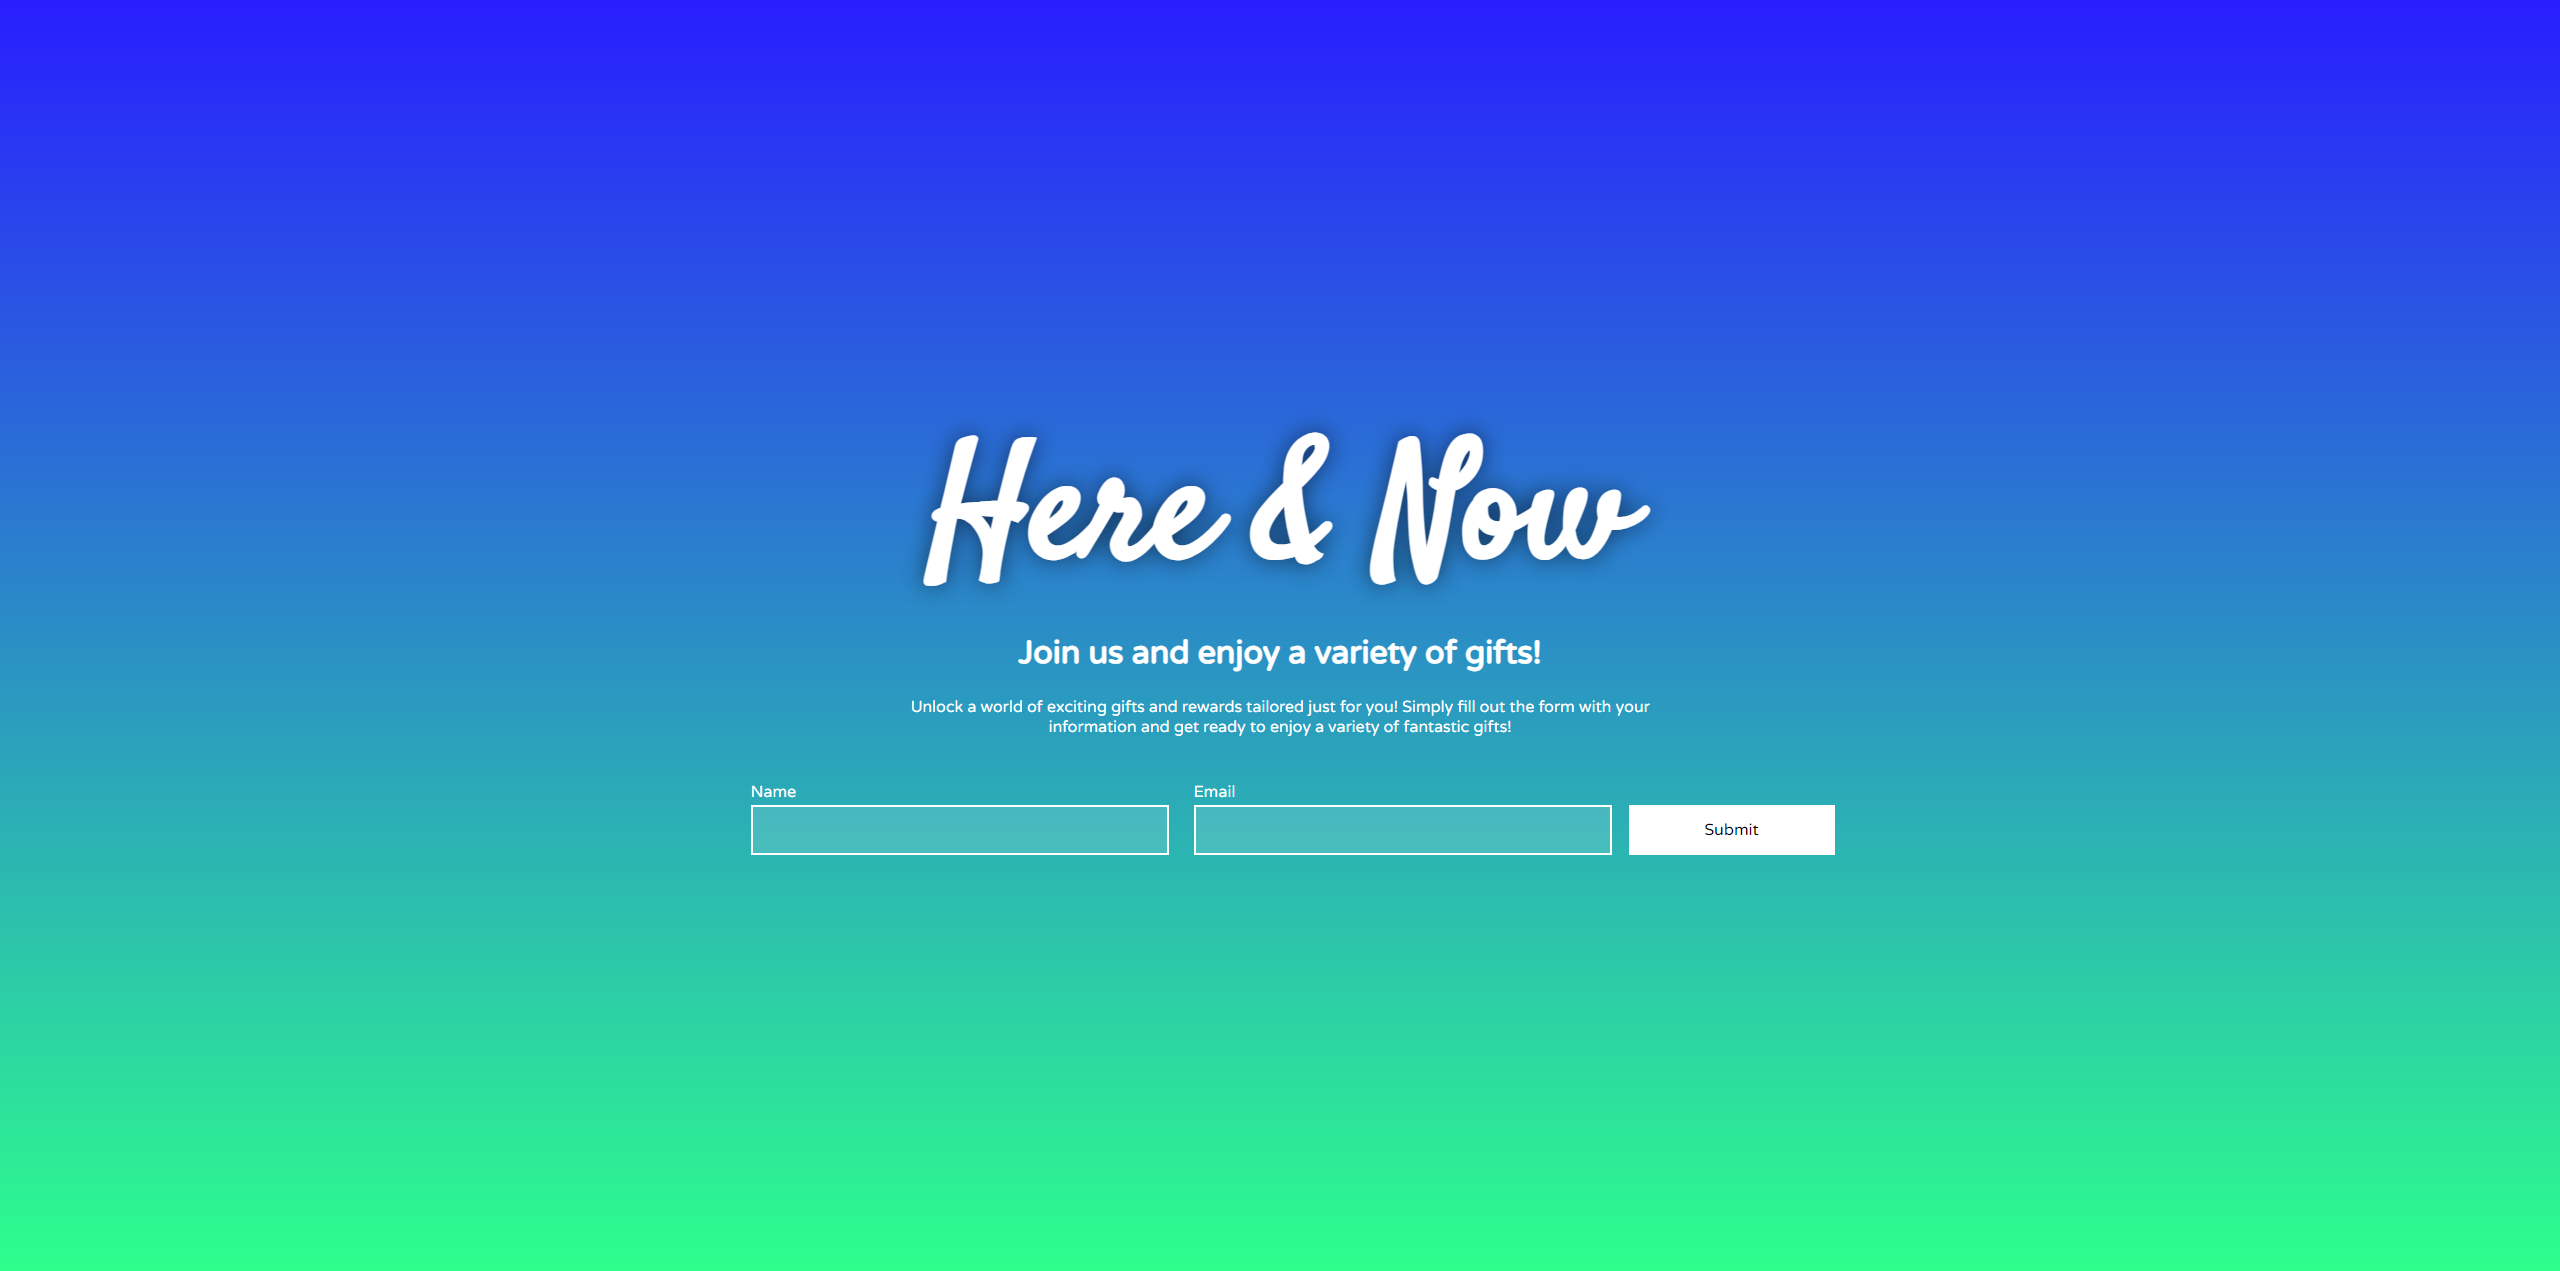 Here & Now
Join us and enjoy a variety of gifts!
Unlock a world of exciting gifts and rewards tailored just for you! Simply fill out the form with your
information and get ready to enjoy a variety of fantastic gifts!
Name
Email
Submit